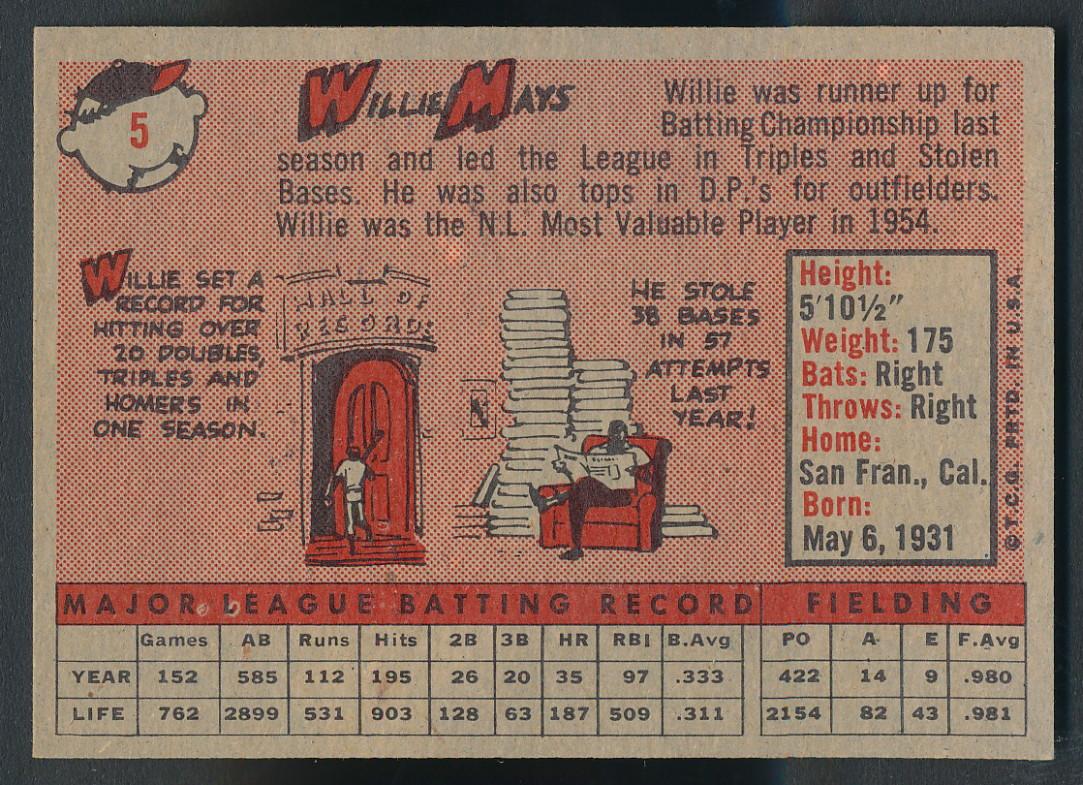 5
WILLIE MAYS
Willie was runner up for
Batting Championship last
season and led the League in Triples and Stolen
Bases. He was also tops in D.P.'s for outfielders.
Willie was the N.L. Most Valuable Player in 1954.
WILLIE SET A
RECORD FOR
HITTING OVER
20 DOUBLES,
TRIPLES AND
HOMERS IN
ONE SEASON.
HALL OF
RECORDS
HE STOLE
38 BASES
IN 57
ATTEMPTS
LAST
YEAR!
Height:
5'10½"
Weight: 175
Bats: Right
Throws: Right
Home:
San Fran., Cal.
Born:
May 6, 1931
© T.C.G. PRTD. IN U.S.A.
MAJOR LEAGUE BATTING RECORD FIELDING
Games AB Runs Hits 2B 3B HR RBI B.Avg PO A E F.Avg
YEAR 152 585 112 195 26 20 35 97 .333 422 14 9 .980
LIFE 762 2899 531 903 128 63 187 509 .311 2154 82 43 .981